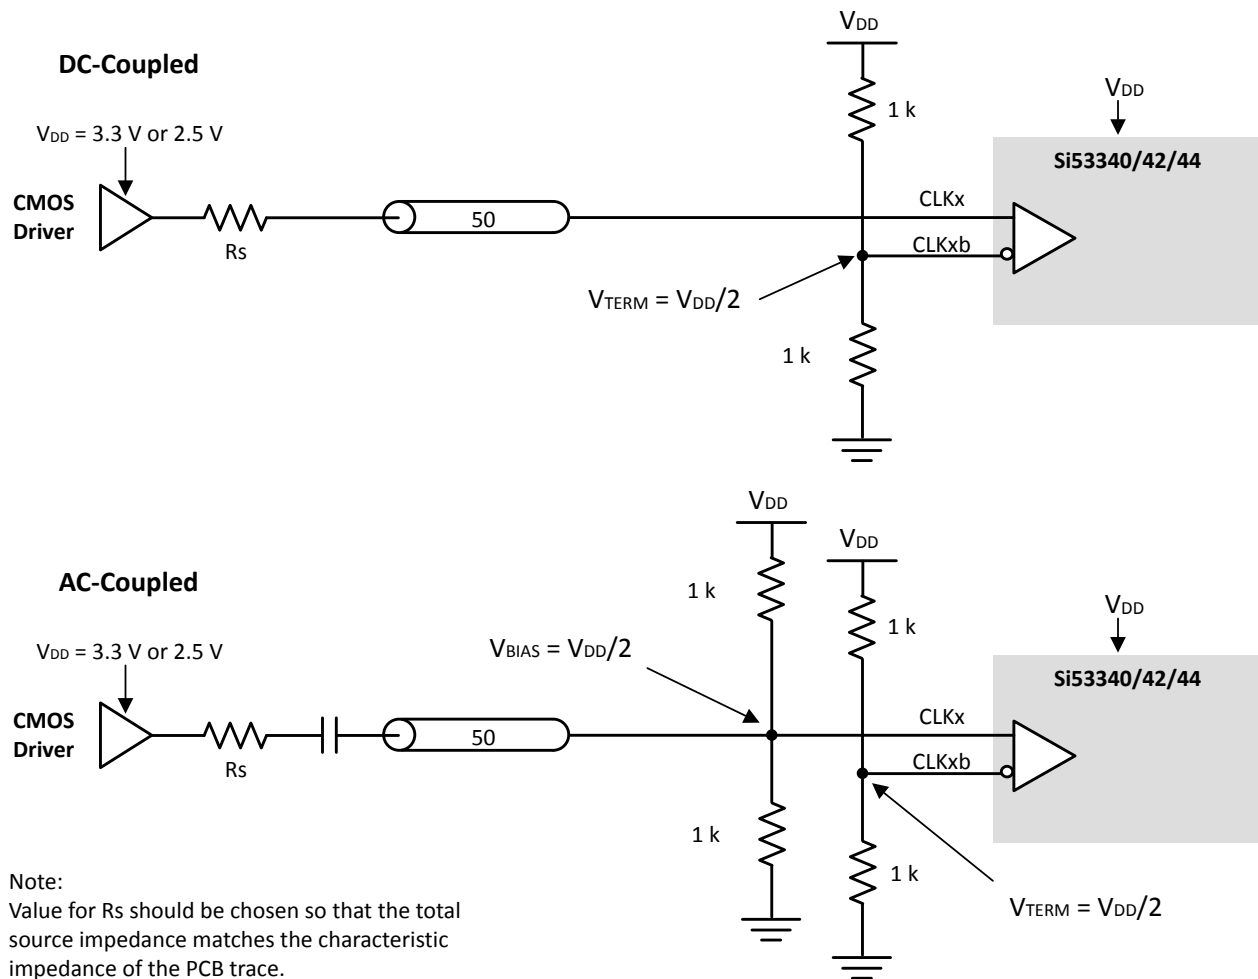 DC-Coupled
VDD = 3.3 V or 2.5 V
CMOS
Driver
Rs
50
VDD
1 k
CLKx
CLKxb
VTERM = VDD/2
1 k
VDD
Si53340/42/44
AC-Coupled
VDD = 3.3 V or 2.5 V
CMOS
Driver
Rs
50
VDD
1 k
VBIAS = VDD/2
1 k
VDD
1 k
CLKx
CLKxb
1 k
VTERM = VDD/2
VDD
Si53340/42/44
Note:
Value for Rs should be chosen so that the total
source impedance matches the characteristic
impedance of the PCB trace.